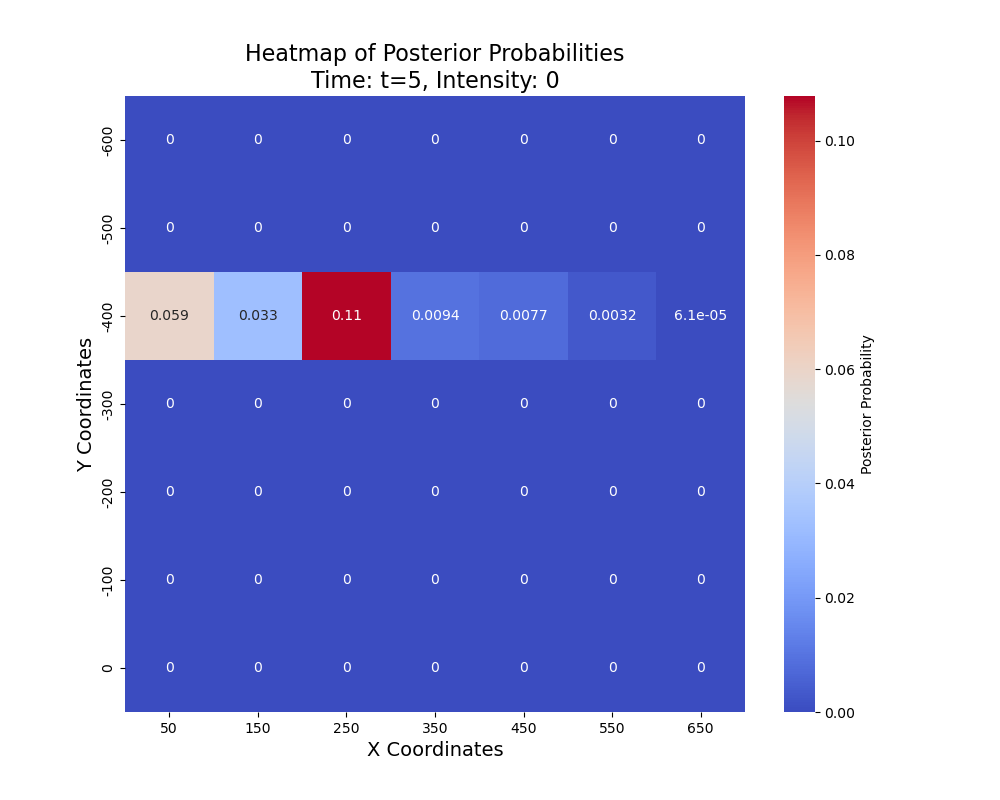 Heatmap of Posterior Probabilities
Time: t=5, Intensity: 0
-600 0 0 0 0 0 0 0
-500 0 0 0 0 0 0 0
-400 0.059 0.033 0.11 0.0094 0.0077 0.0032 6.1e-05
-300 0 0 0 0 0 0 0
-200 0 0 0 0 0 0 0
-100 0 0 0 0 0 0 0
0 0 0 0 0 0 0 0
50 150 250 350 450 550 650
X Coordinates
Y Coordinates
0.10
0.08
0.06
0.04
0.02
0.00
Posterior Probability